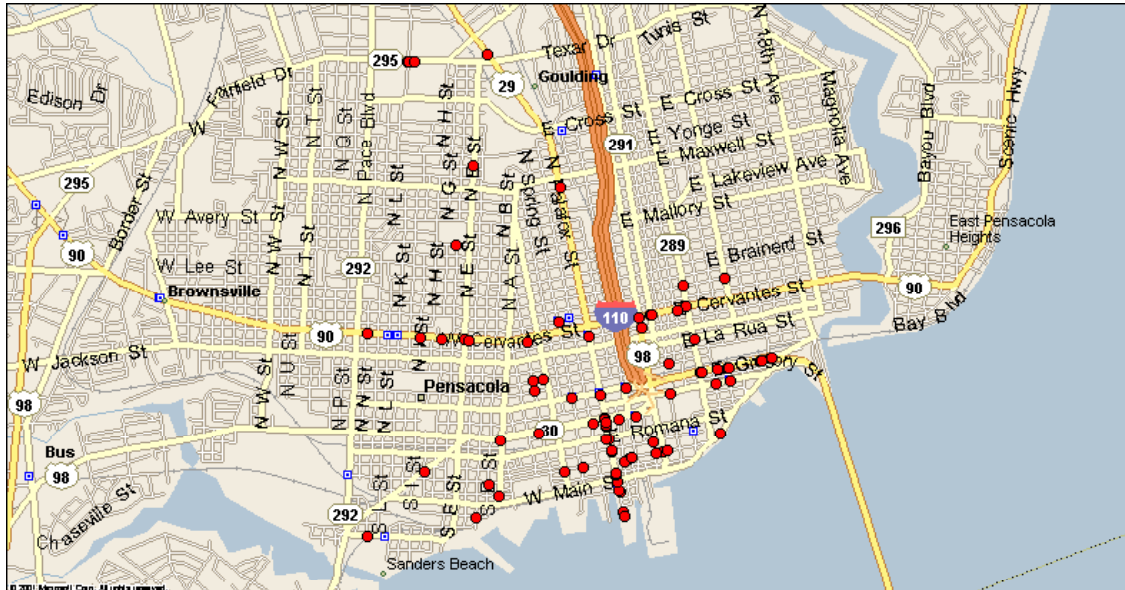 Texar Dr
Tunis St
N 18th Ave
295
Goulding
Fairfield Dr
W
Edison Dr
29
E Cross St
E Cross St
Magnolia Ave
Bayou Blvd
Scenic Hwy
N T St
N Q St
N Pace Blvd
N H St
291
E Yonge St
E Maxwell St
295
N W St
N L St
N G St
N E St
N B St
N Spring St
N Palafox St
E Lakeview Ave
Border St
W Avery St
E Mallory St
296
East Pensacola
Heights
90
N W St
N T St
292
N K St
N H St
N E St
N A St
289
E Brainerd St
W Lee St
Brownsville
90
110
E Cervantes St
Bay Blvd
90
W Cervantes St
E La Rua St
W Jackson St
98
E Gregory St
N U St
N P St
N N St
N L St
Pensacola
98
N W St
30
E Romana St
Bus
98
S I St
S E St
W Main St
292
S L St
Chaseville St
S E St
Sanders Beach